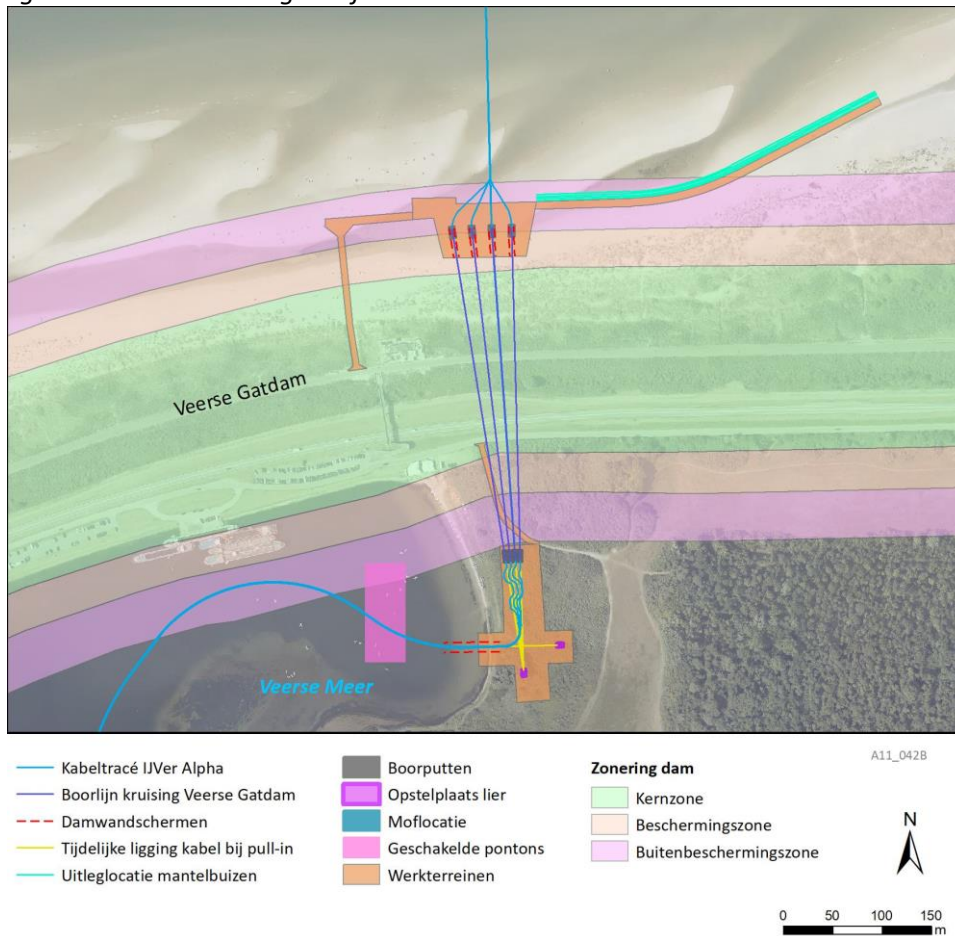 Veerse Gatdam
Veerse Meer
A11_042B
Kabeltracé IJVer Alpha
Boorlijn kruising Veerse Gatdam
Damwandschermen
Tijdelijke ligging kabel bij pull-in
Uitleglocatie mantelbuizen
Boorputten
Opstelplaats lier
Moflocatie
Geschakelde pontons
Werkterreinen
Zonering dam
Kernzone
Beschermingszone
Buitenbeschermingszone
N
0 50 100 150
m